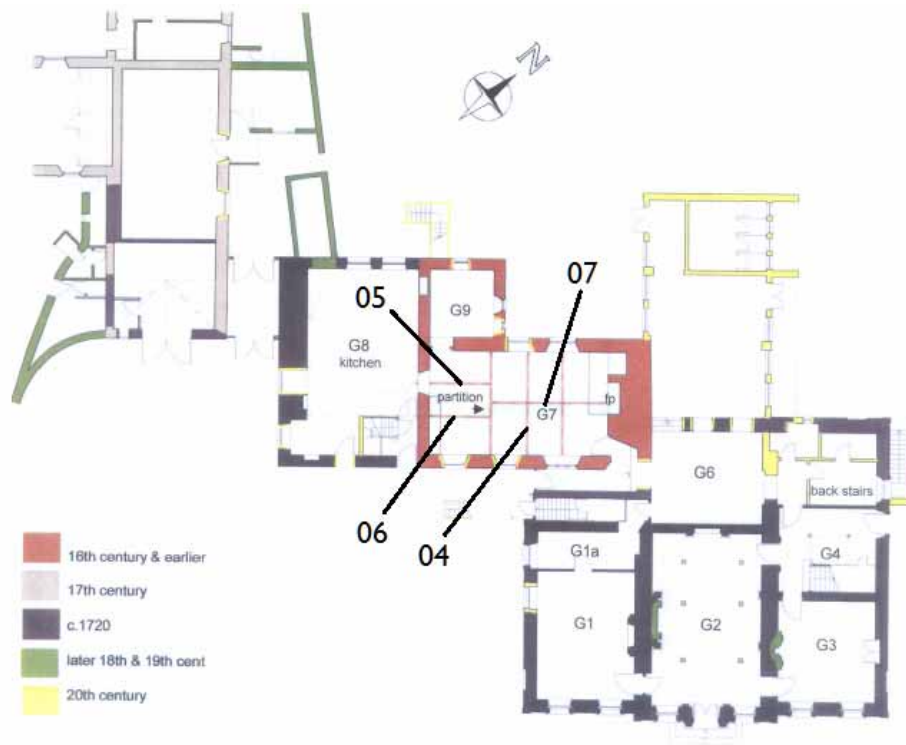 N
07
05
G9
G8
kitchen
partition
fp
G7
G6
back stairs
06
04
G1a
G4
G1
G2
G3
16th century & earlier
17th century
c.1720
later 18th & 19th cent
20th century